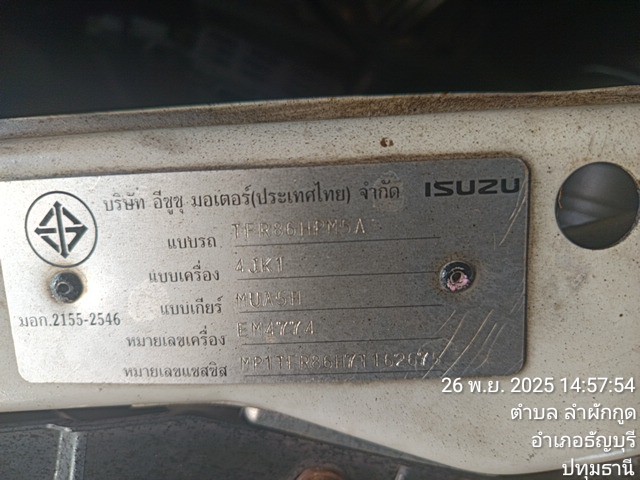 บริษัท อีซูซุ มอเตอร์(ประเทศไทย) จำกัด ISUZU
แบบรถ
แบบเครื่อง 4JK1
แบบเกียร์ MUA5H
มอก.2155-2546
หมายเลขเครื่อง
หมายเลขแชสซิส
26 พ.ย. 2025 14:57:54
ตำบล ลำผักกูด
อำเภอธัญบุรี
ปทุมธานี